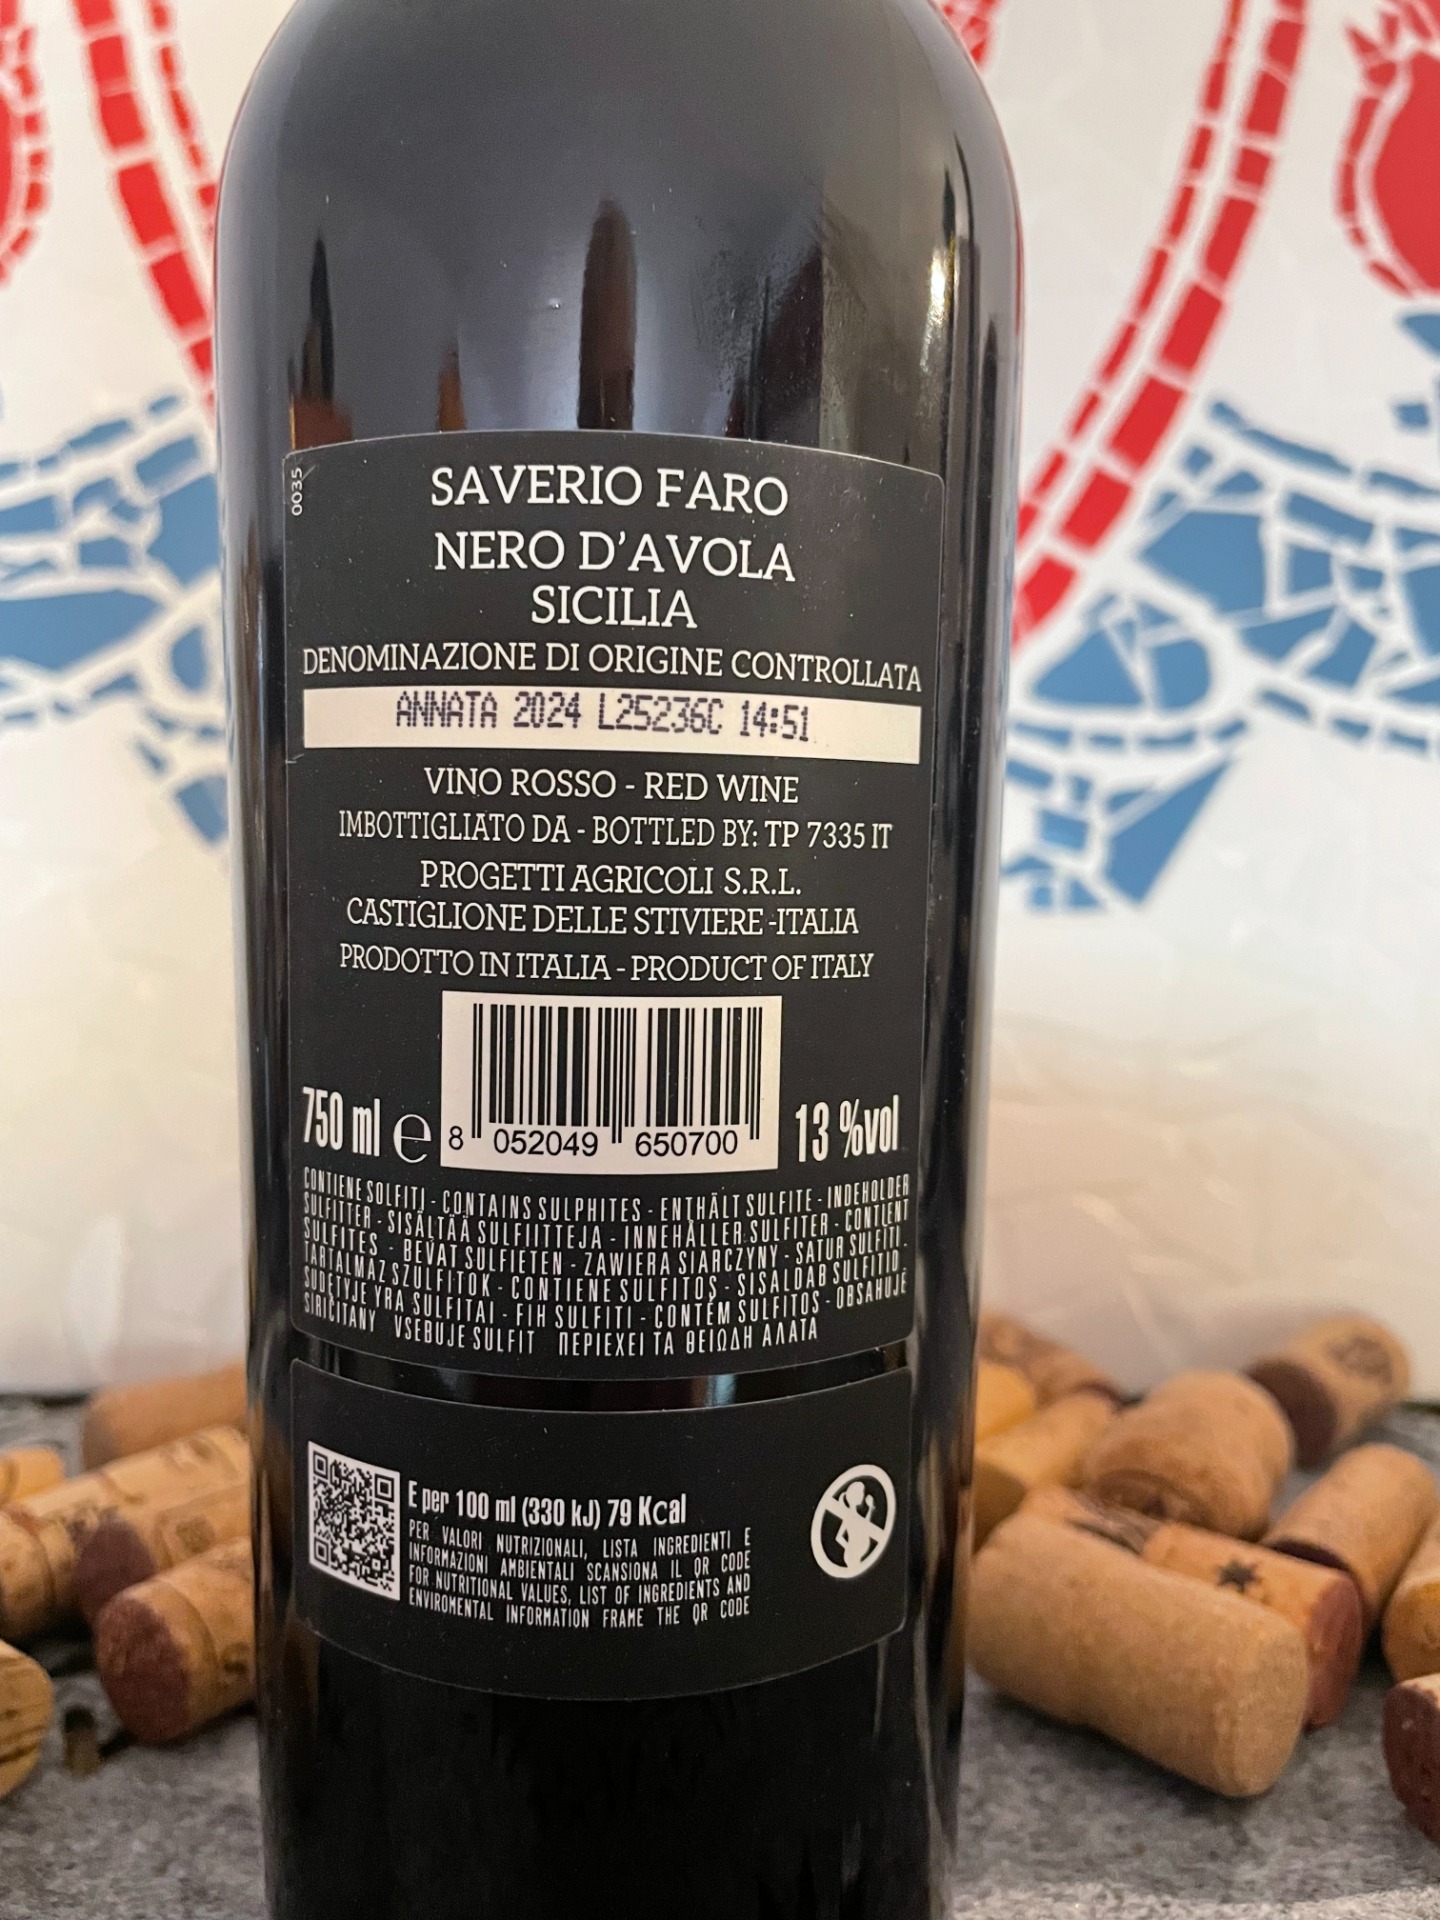 0035
SAVERIO FARO
NERO D'AVOLA
SICILIA
DENOMINAZIONE DI ORIGINE CONTROLLATA
ANNATA 2024 L25236C 14:51
VINO ROSSO - RED WINE
IMBOTTIGLIATO DA - BOTTLED BY: TP 7335 IT
PROGETTI AGRICOLI S.R.L.
CASTIGLIONE DELLE STIVIERE -ITALIA
PRODOTTO IN ITALIA - PRODUCT OF ITALY
750 ml e
8 052049 650700
13 %vol
CONTIENE SOLFITI - CONTAINS SULPHITES - ENTHÄLT SULFITE - INDEHOLDER
SULFITTER - SISÄLTÄÄ SULFIITTEJA - INNEHÅLLER SULFITER - CONTIENT
SULFITES - BEVAT SULFIETEN - ZAWIERA SIARCZYNY - SATUR SULFITI.
TARTALMAZ SZULFITOK - CONTIENE SULFITOS - SISALDAB SULFITID.
SUDĖTYJE YRA SULFITAI - FIH SULFITI - CONTÉM SULFITOS - OBSAHUJE
SIRIČITANY VSEBUJE SULFIT ΠΕΡΙΕΧΕΙ ΤΑ ΘΕΙΩΔΗ ΑΛΑΤΑ
E per 100 ml (330 kJ) 79 Kcal
PER VALORI NUTRIZIONALI, LISTA INGREDIENTI E
INFORMAZIONI AMBIENTALI SCANSIONA IL QR CODE
FOR NUTRITIONAL VALUES, LIST OF INGREDIENTS AND
ENVIROMENTAL INFORMATION FRAME THE QR CODE